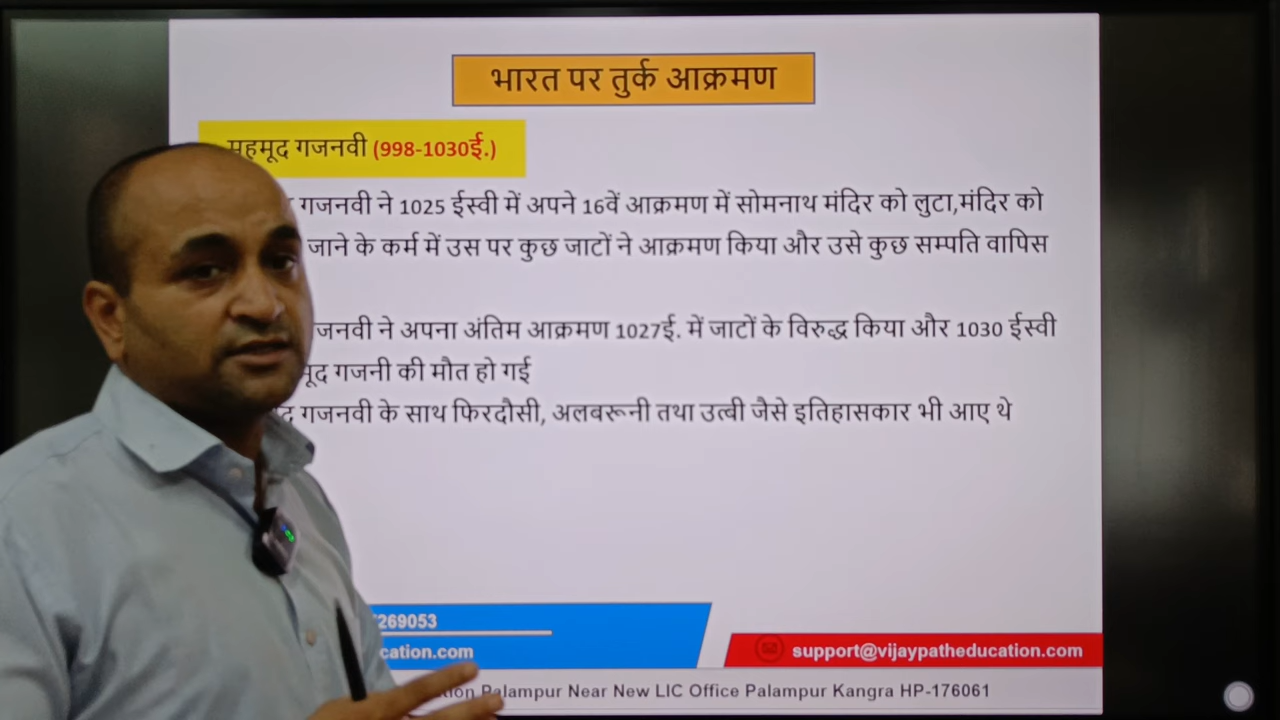 भारत पर तुर्क आक्रमण
महमूद गजनवी (998-1030ई.)
गजनवी ने 1025 ईस्वी में अपने 16वें आक्रमण में सोमनाथ मंदिर को लुटा,मंदिर को
जाने के कर्म में उस पर कुछ जाटों ने आक्रमण किया और उसे कुछ सम्पति वापिस
ने अपना अंतिम आक्रमण 1027ई. में जाटों के विरुद्ध किया और 1030 ईस्वी
गजनी की मौत हो गई
गजनवी के साथ फिरदौसी, अलबरूनी तथा उत्बी जैसे इतिहासकार भी आए थे
269053
cation.com
support@vijaypatheducation.com
Palampur Near New LIC Office Palampur Kangra HP-176061